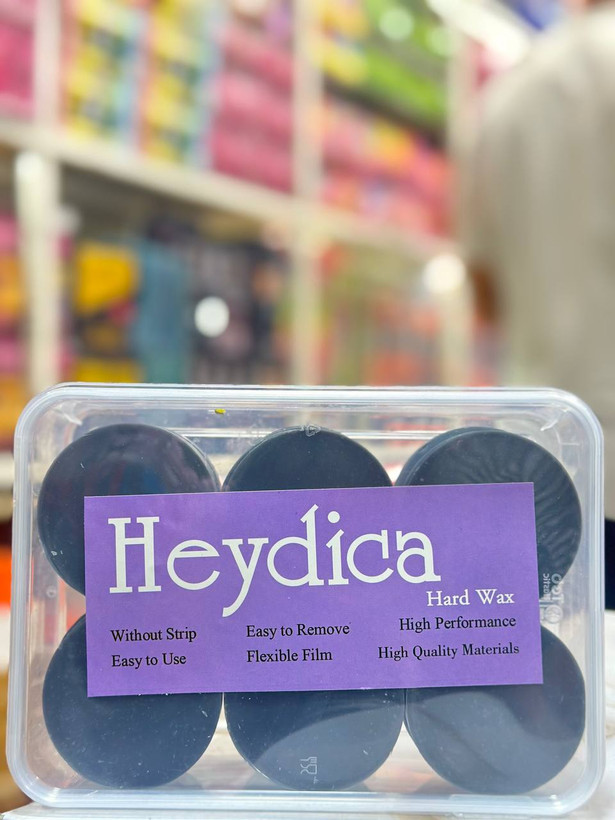 Heydica
Hard Wax
Without Strip
Easy to Remove
High Performance
Easy to Use
Flexible Film
High Quality Materials